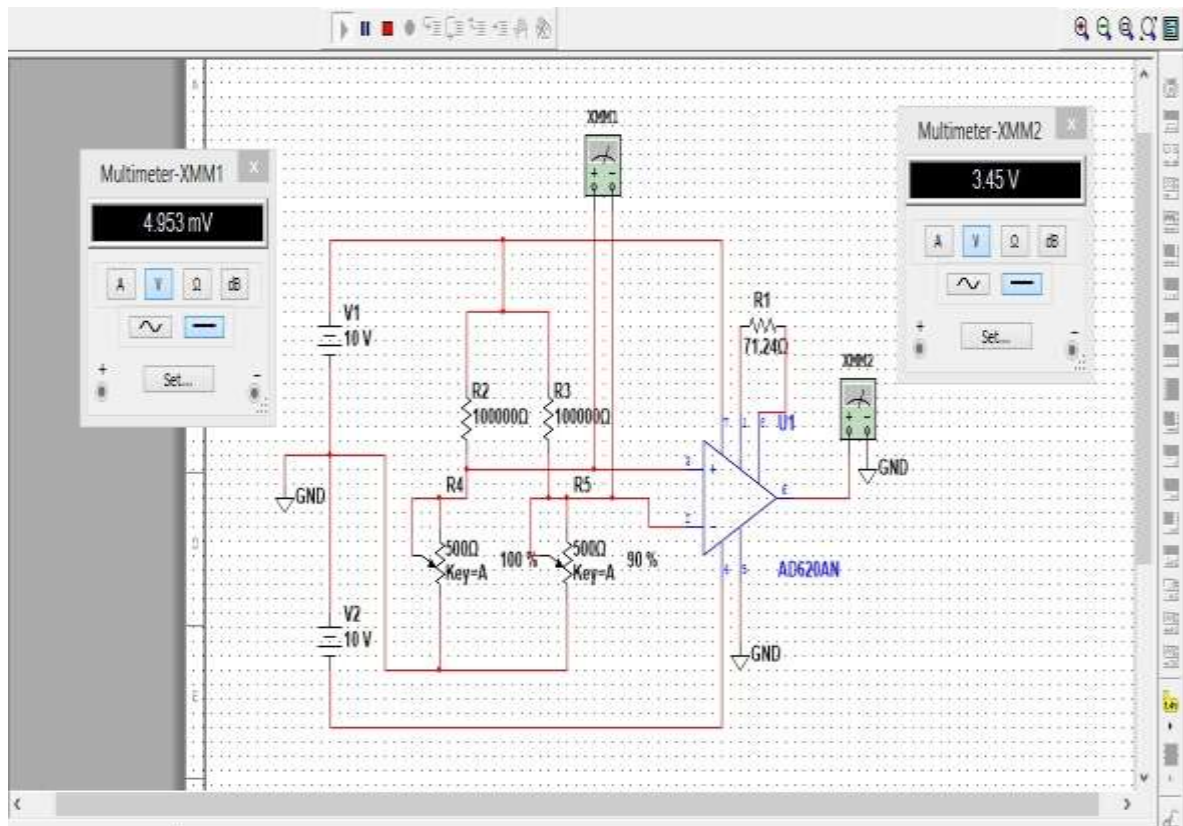 XMM1
Multimeter-XMM1
x
4.953 mV
A
V
Ω
dB
+
Set...
-
Multimeter-XMM2
x
3.45 V
A
V
Ω
dB
+
Set...
-
V1
10 V
R1
71.24Ω
XMM2
R2
100000Ω
R3
100000Ω
U1
GND
GND
R4
R5
500Ω
Key=A
100 %
500Ω
Key=A
90 %
AD620AN
V2
10 V
GND